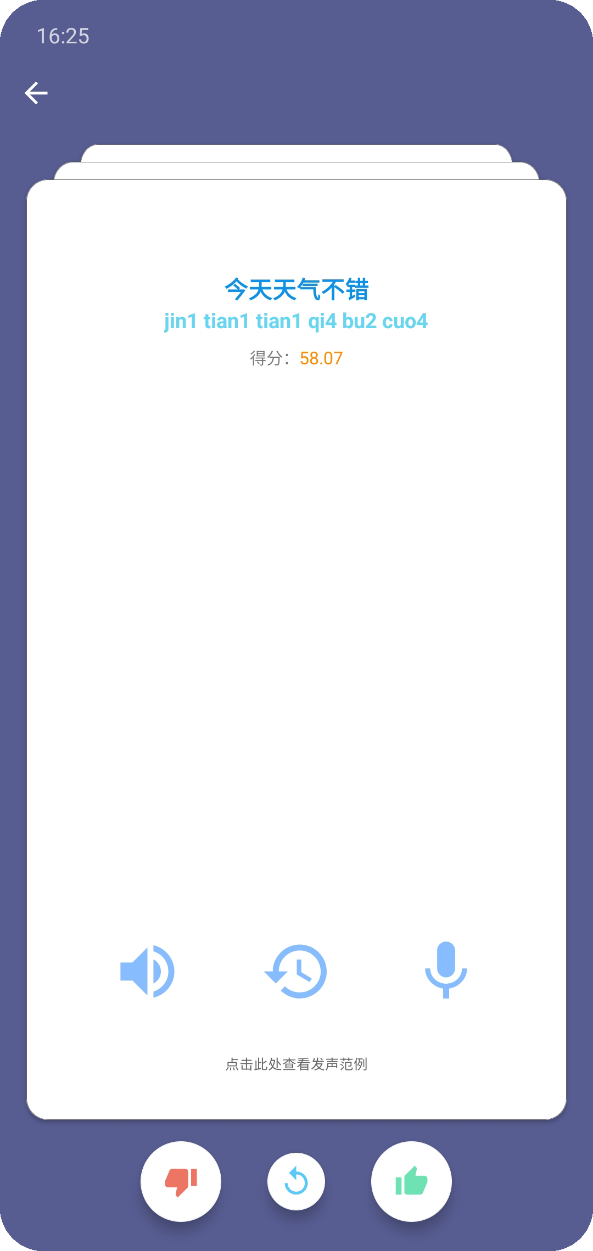 16:25
今天天气不错
jin1 tian1 tian1 qi4 bu2 cuo4
得分：58.07
点击此处查看发声范例